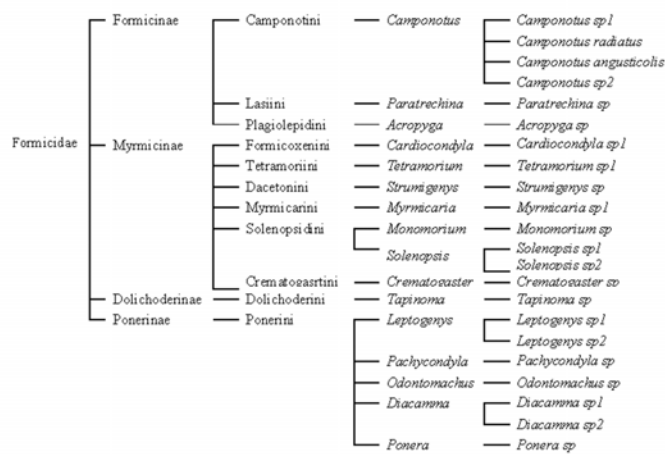 Formicinae Camponotini Camponotus Camponotus sp1
Camponotus radiatus
Camponotus angusticolis
Camponotus sp2
Lasiini Paratrechina Paratrechina sp
Plagiolepidini Acropyga Acropyga sp
Formicidae Myrmicinae Formicoxenini Cardiocondyla Cardiocondyla sp1
Tetramoriini Tetramorium Tetramorium sp1
Dacetonini Strumigenys Strumigenys sp
Myrmicarini Myrmicaria Myrmicaria sp1
Solenopsidini Monomorium Monomorium sp
Solenopsis Solenopsis sp1
Solenopsis sp2
Crematogasrtini Crematogaster Crematogaster sp
Dolichoderinae Dolichoderini Tapinoma Tapinoma sp
Ponerinae Ponerini Leptogenys Leptogenys sp1
Leptogenys sp2
Pachycondyla Pachycondyla sp
Odontomachus Odontomachus sp
Diacamma Diacamma sp1
Diacamma sp2
Ponera Ponera sp